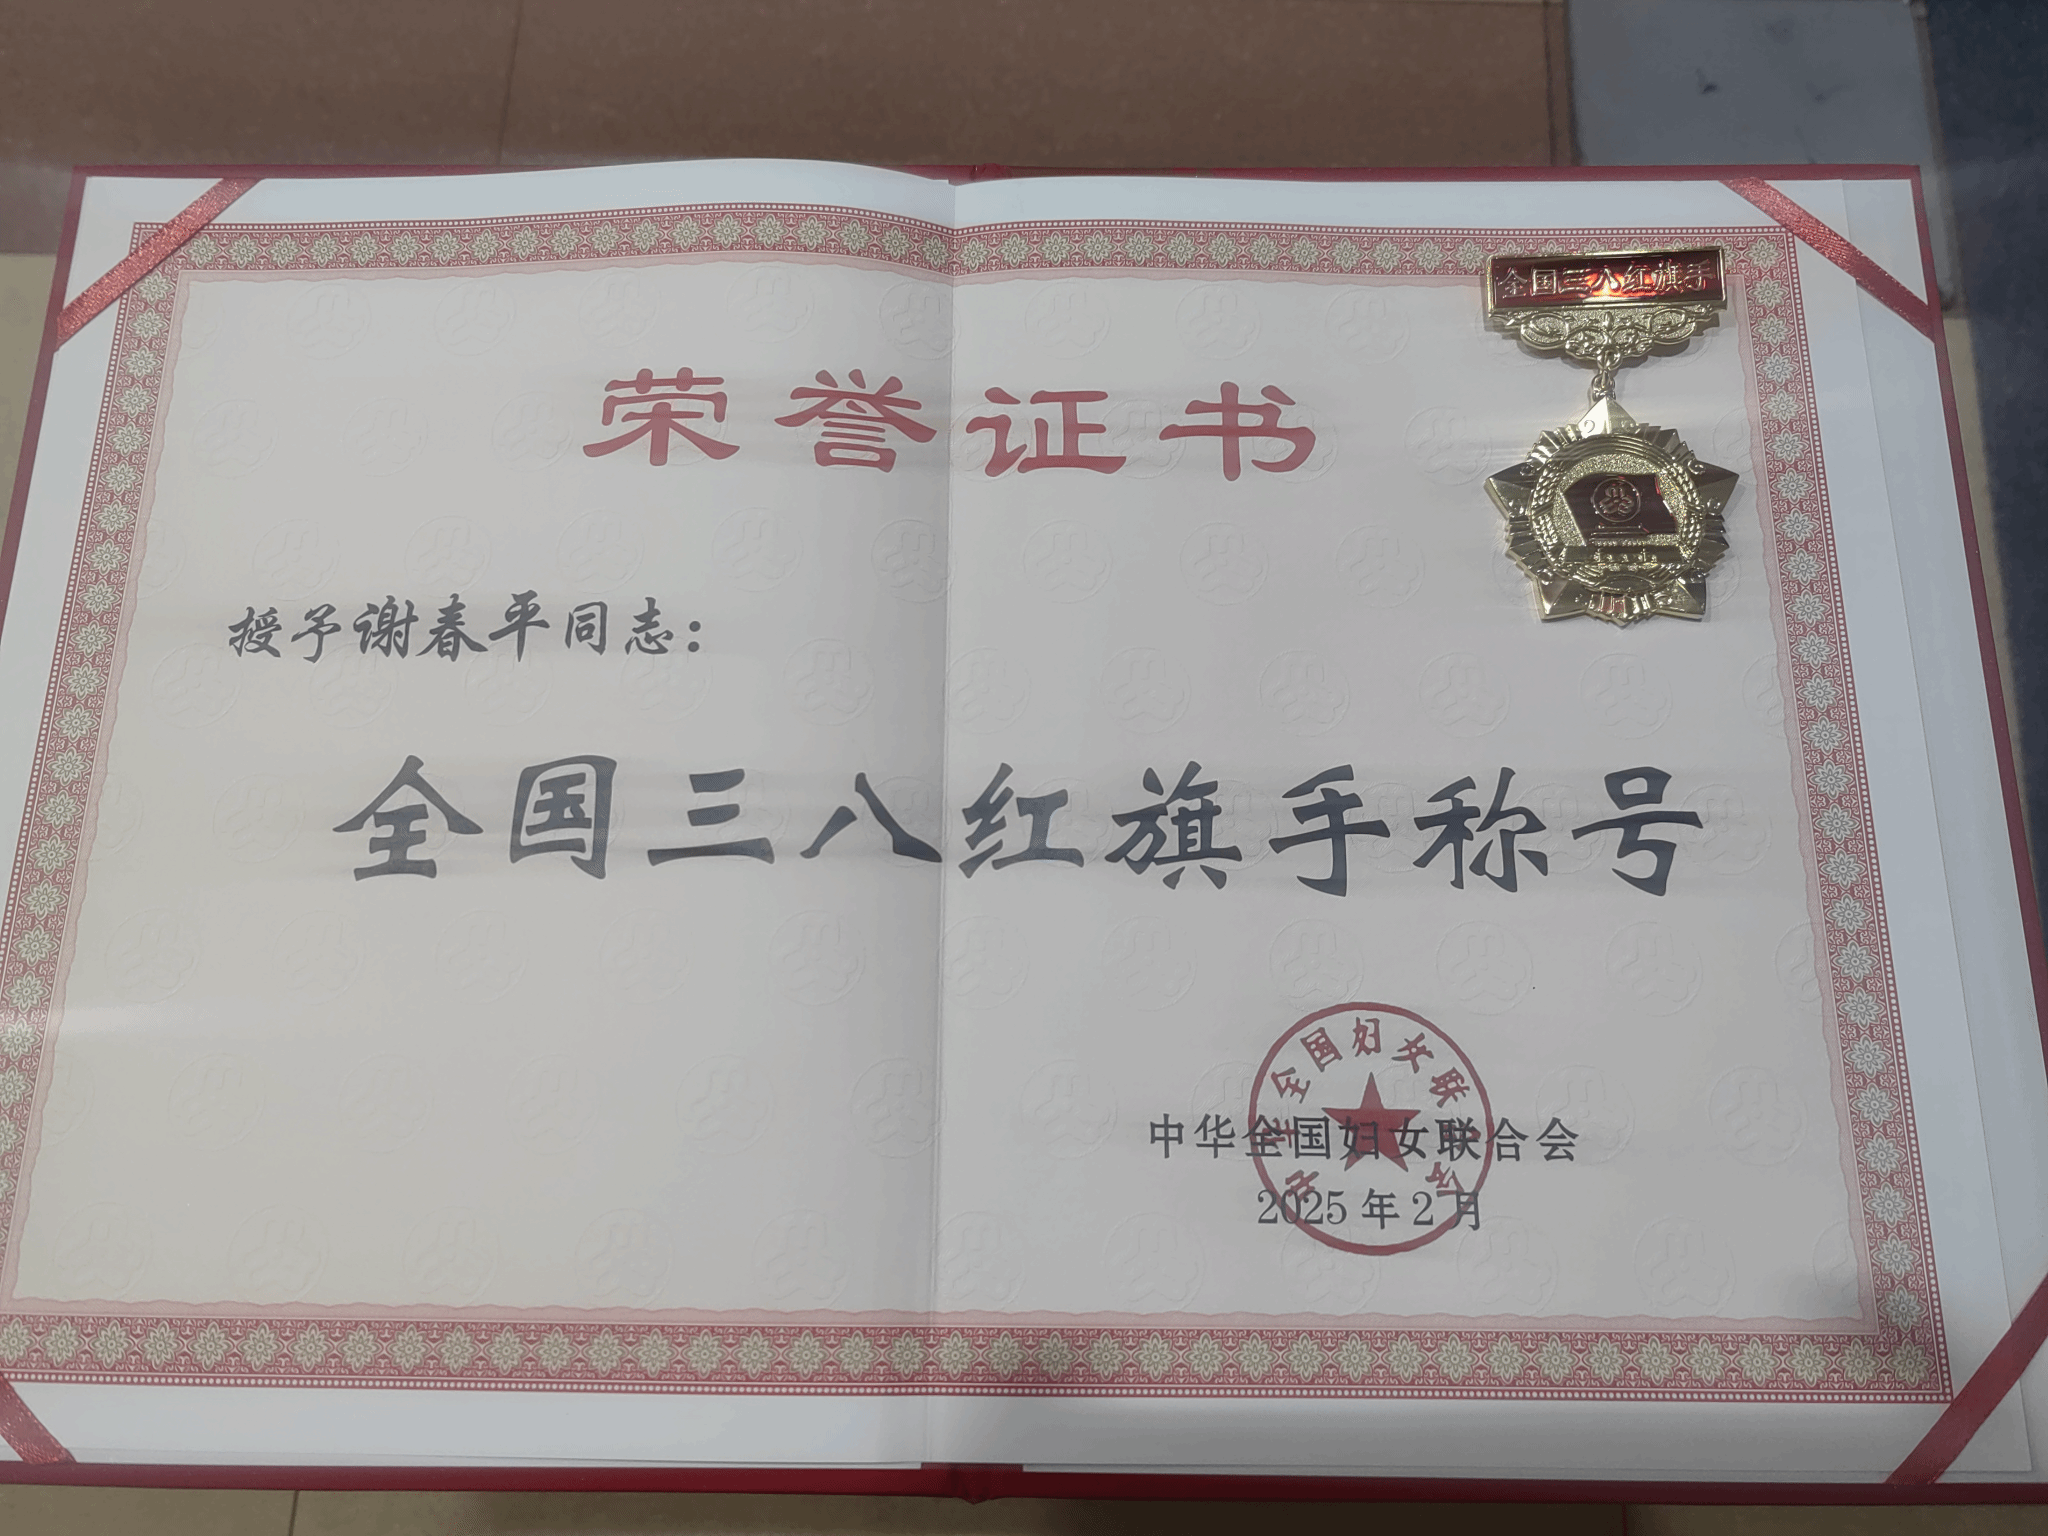 全国三八红旗手
荣誉证书
授予谢春平同志：
全国三八红旗手称号
中华全国妇女联合会
2025年2月
中华全国妇女联合会